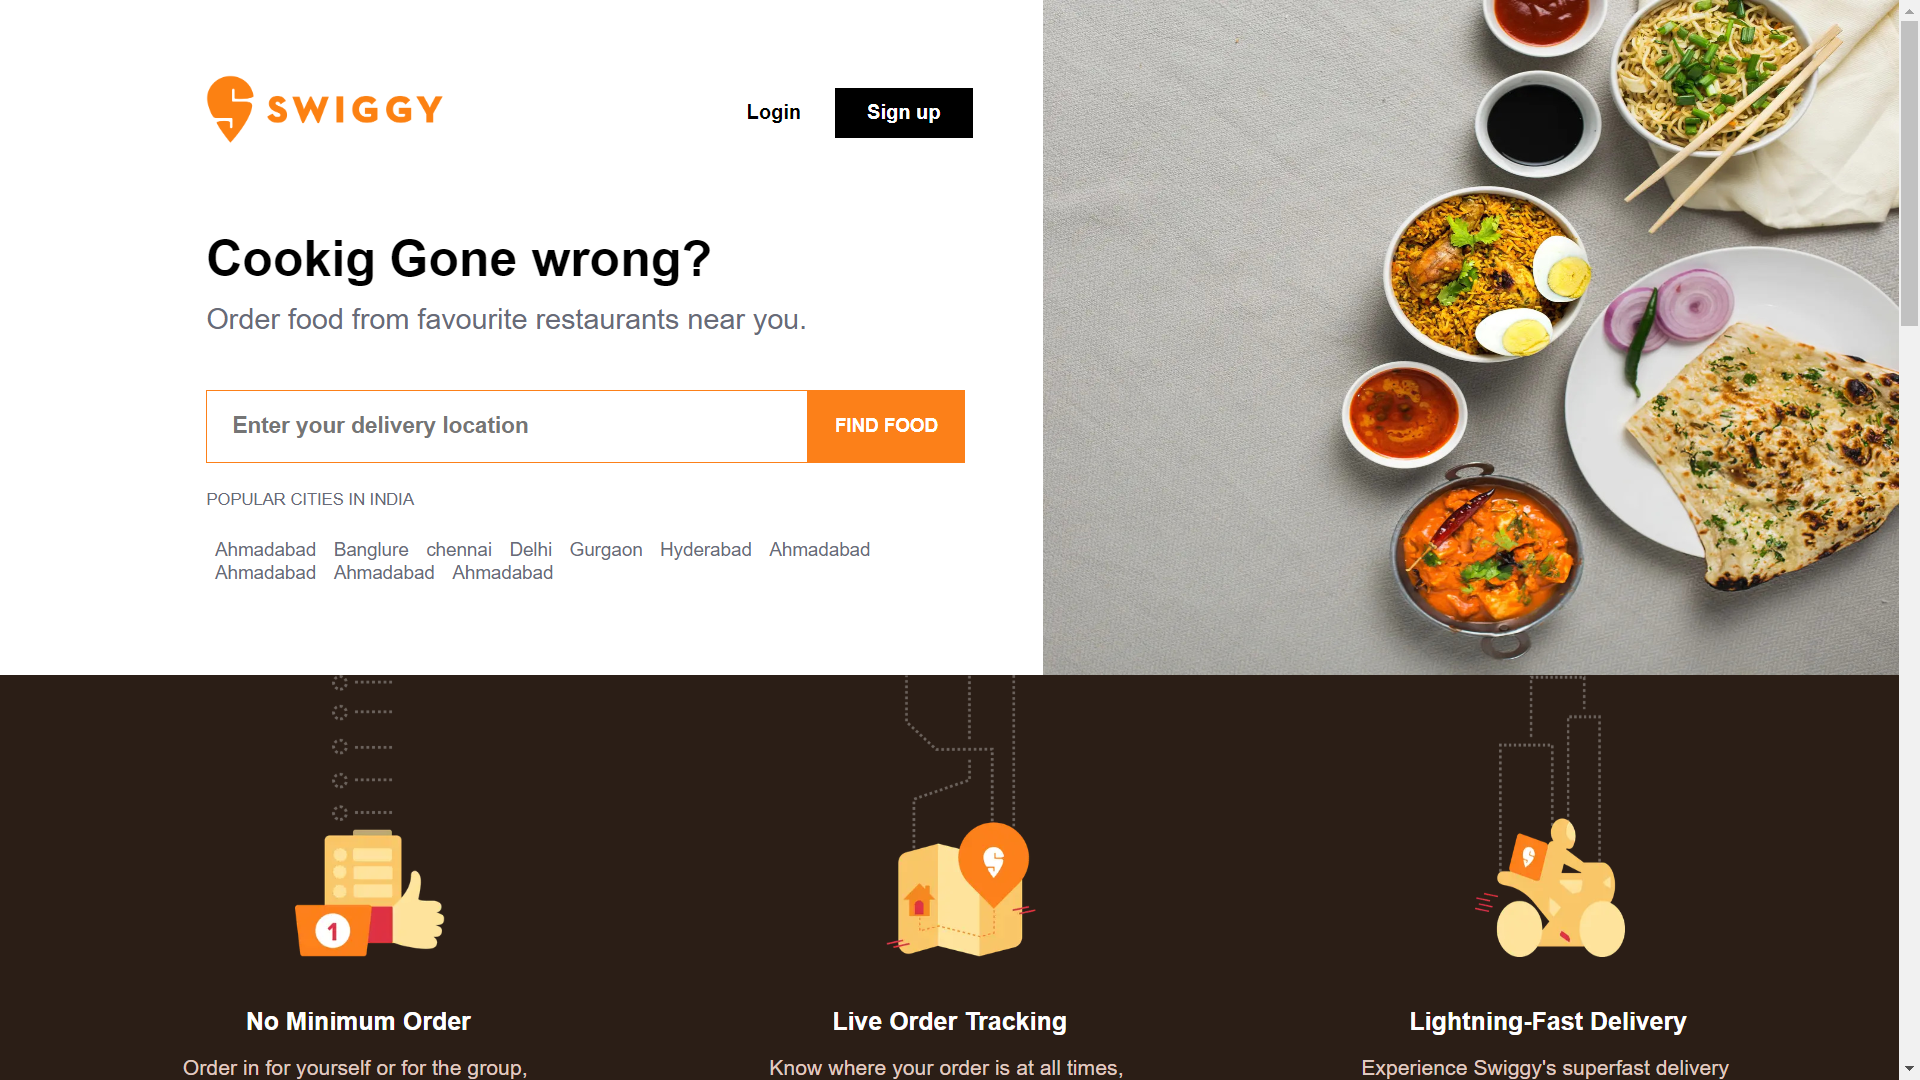 SWIGGY
Login
Sign up
Cookig Gone wrong?
Order food from favourite restaurants near you.
Enter your delivery location
FIND FOOD
POPULAR CITIES IN INDIA
Ahmadabad Banglure chennai Delhi Gurgaon Hyderabad Ahmadabad
Ahmadabad Ahmadabad Ahmadabad
1
No Minimum Order
Order in for yourself or for the group,
Live Order Tracking
Know where your order is at all times,
Lightning-Fast Delivery
Experience Swiggy's superfast delivery